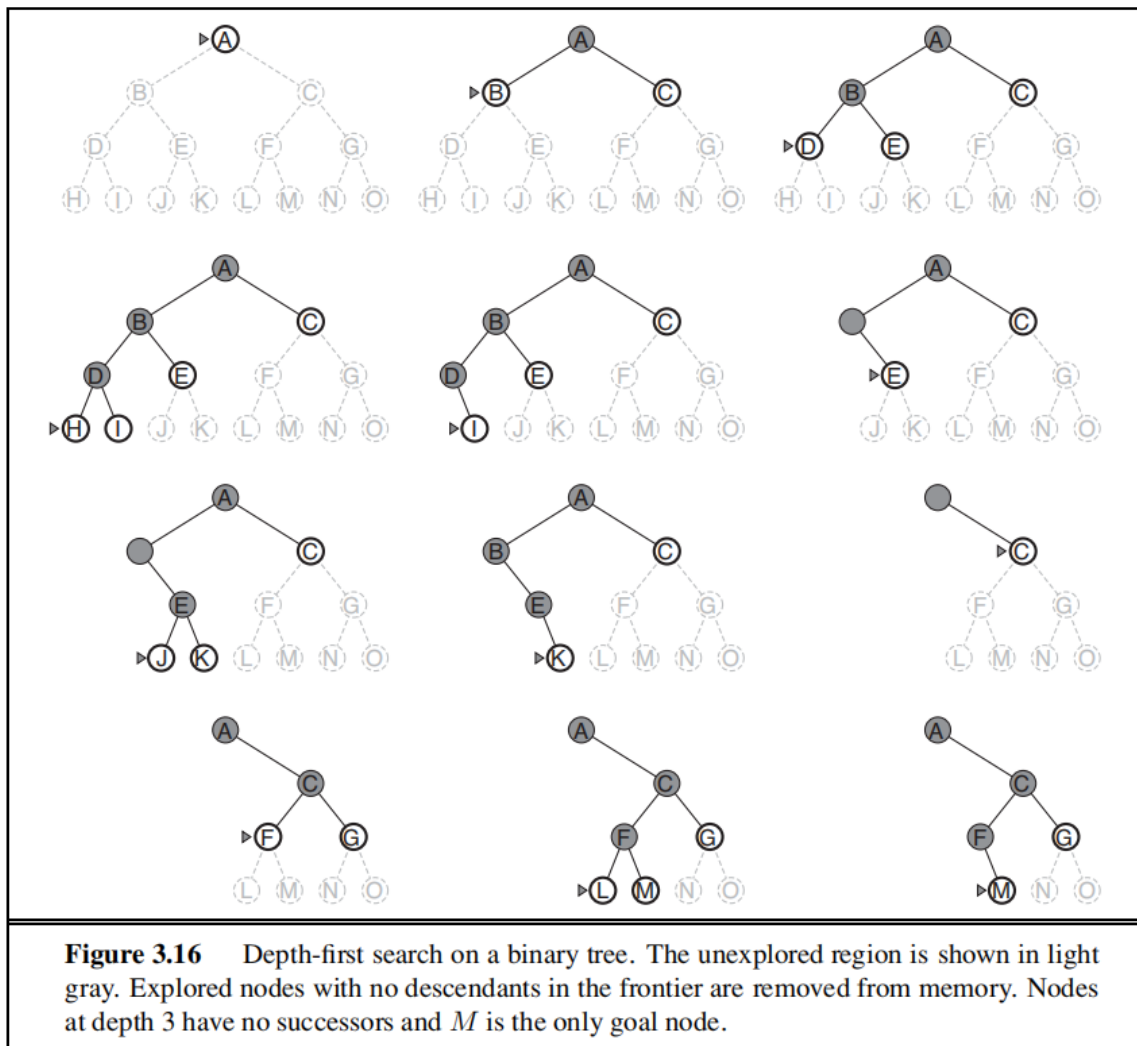 A A A
B C B C B C
D E F G D E F G D E F G
H I J K L M N O H I J K L M N O H I J K L M N O
A A A
B C B C C
D E F G D E F G E F G
H I J K L M N O I J K L M N O J K L M N O
A A
C B C C
E F G E F G F G
J K L M N O K L M N O L M N O
A A A
C C C
F G F G F G
L M N O L M N O M N O
Figure 3.16 Depth-first search on a binary tree. The unexplored region is shown in light
gray. Explored nodes with no descendants in the frontier are removed from memory. Nodes
at depth 3 have no successors and M is the only goal node.